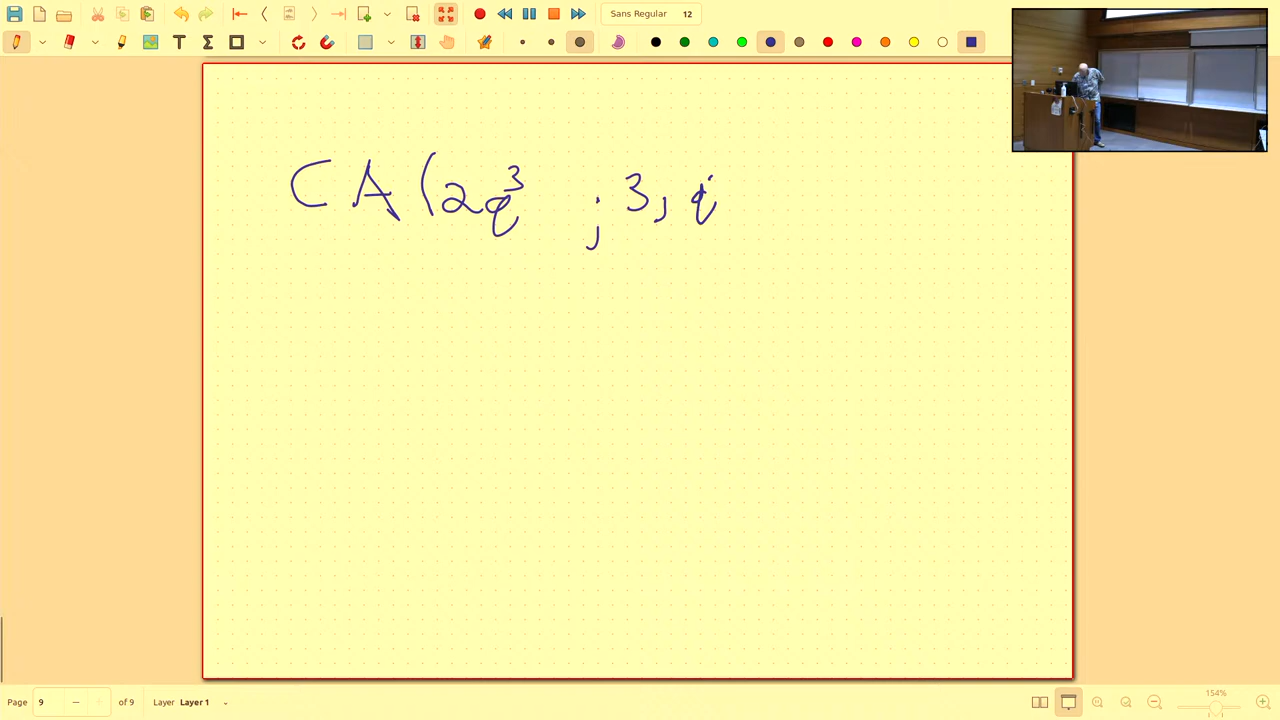 Sans Regular 12
CA(2q³ ; 3, q
Page 9 of 9 Layer Layer 1 154%